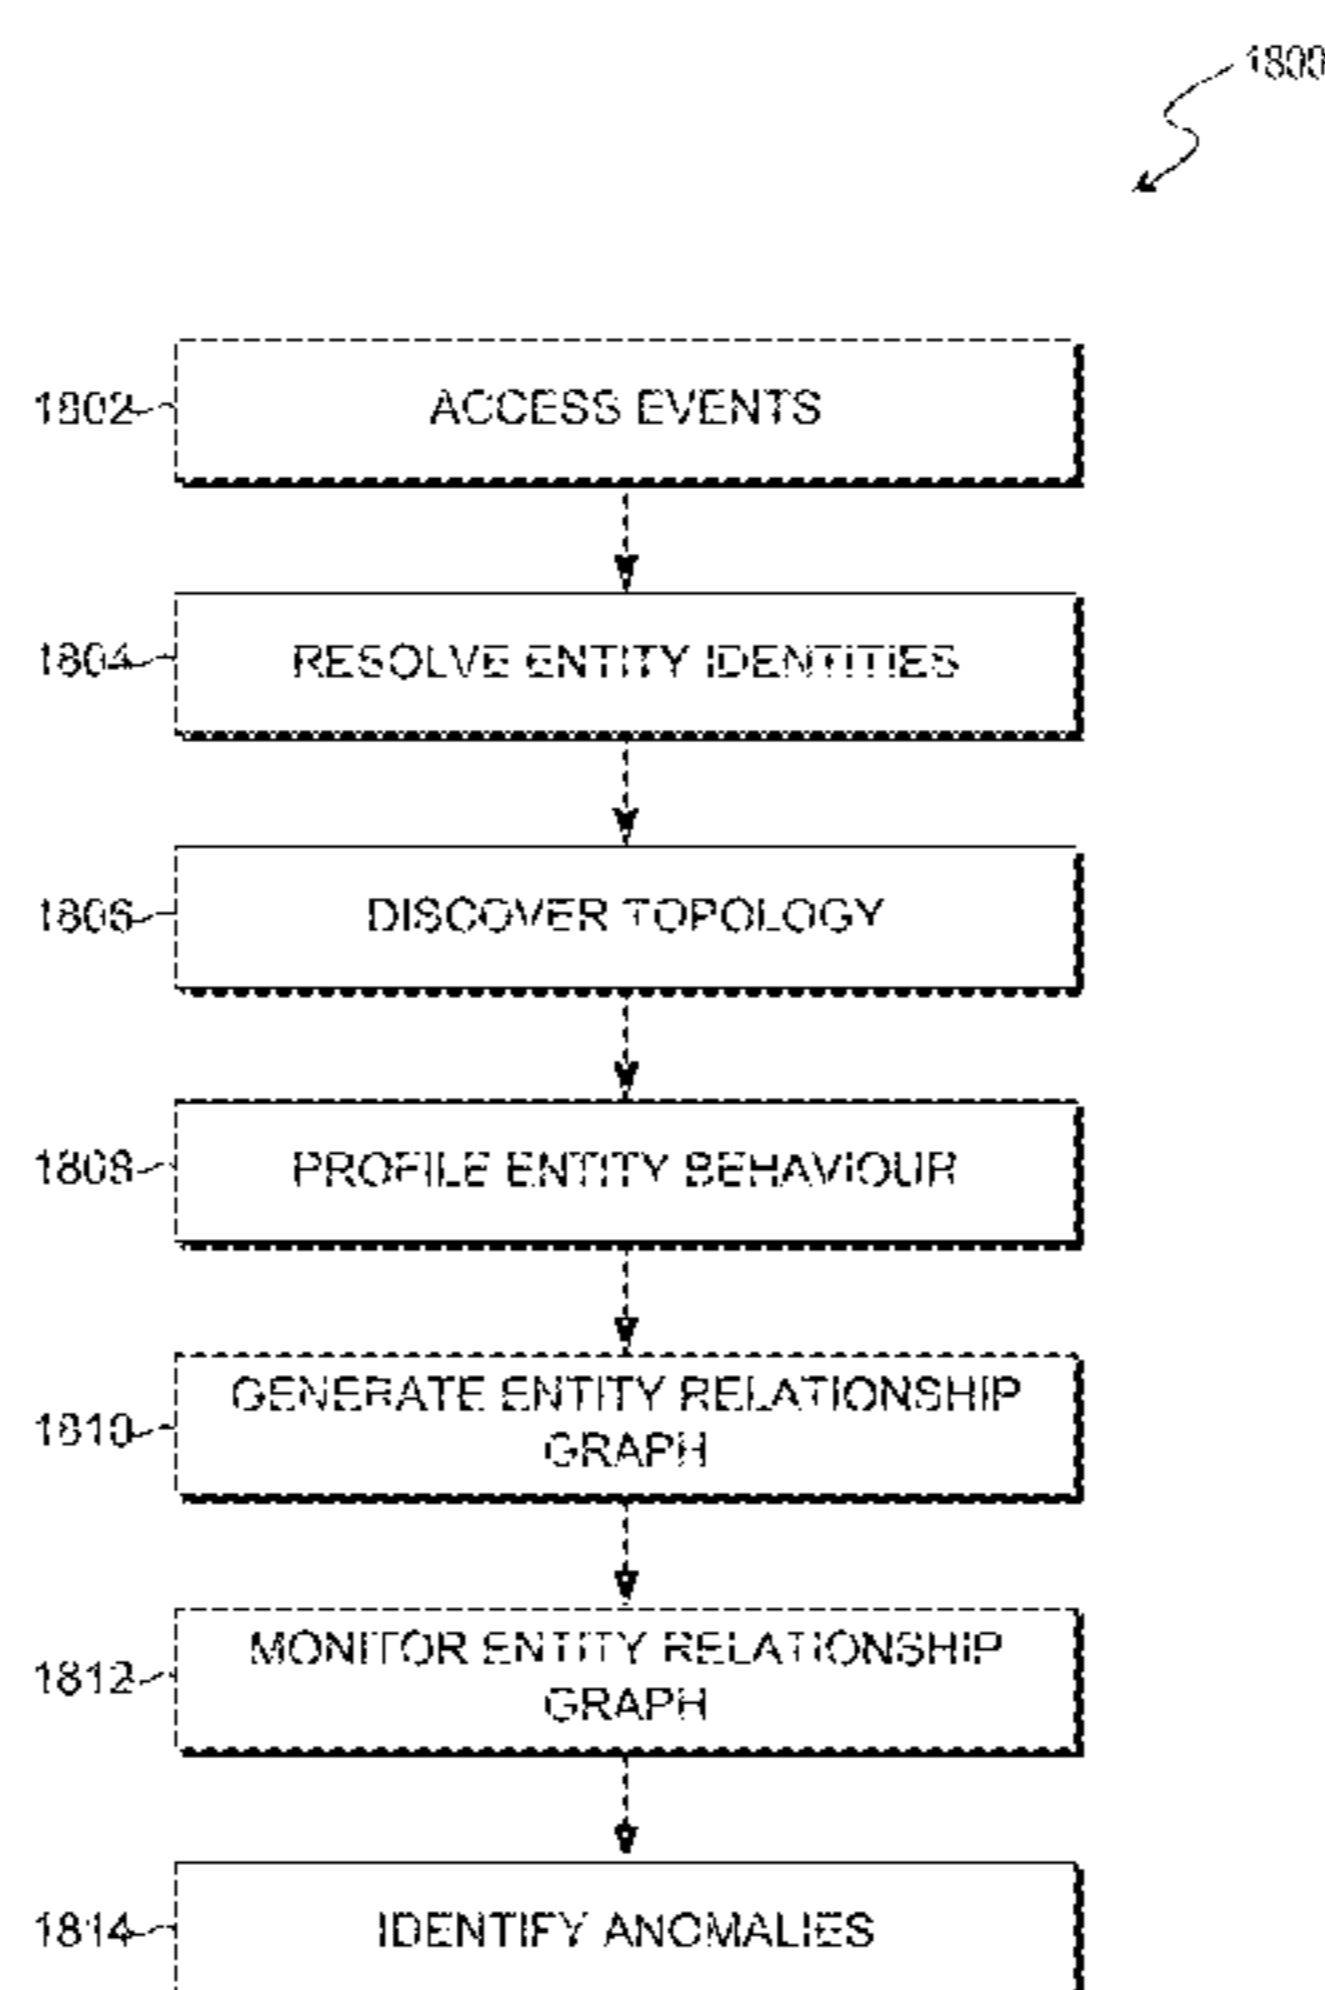 1800
1802
ACCESS EVENTS
1804
RESOLVE ENTITY IDENTITIES
1806
DISCOVER TOPOLOGY
1808
PROFILE ENTITY BEHAVIOUR
1810
GENERATE ENTITY RELATIONSHIP
GRAPH
1812
MONITOR ENTITY RELATIONSHIP
GRAPH
1814
IDENTIFY ANOMALIES